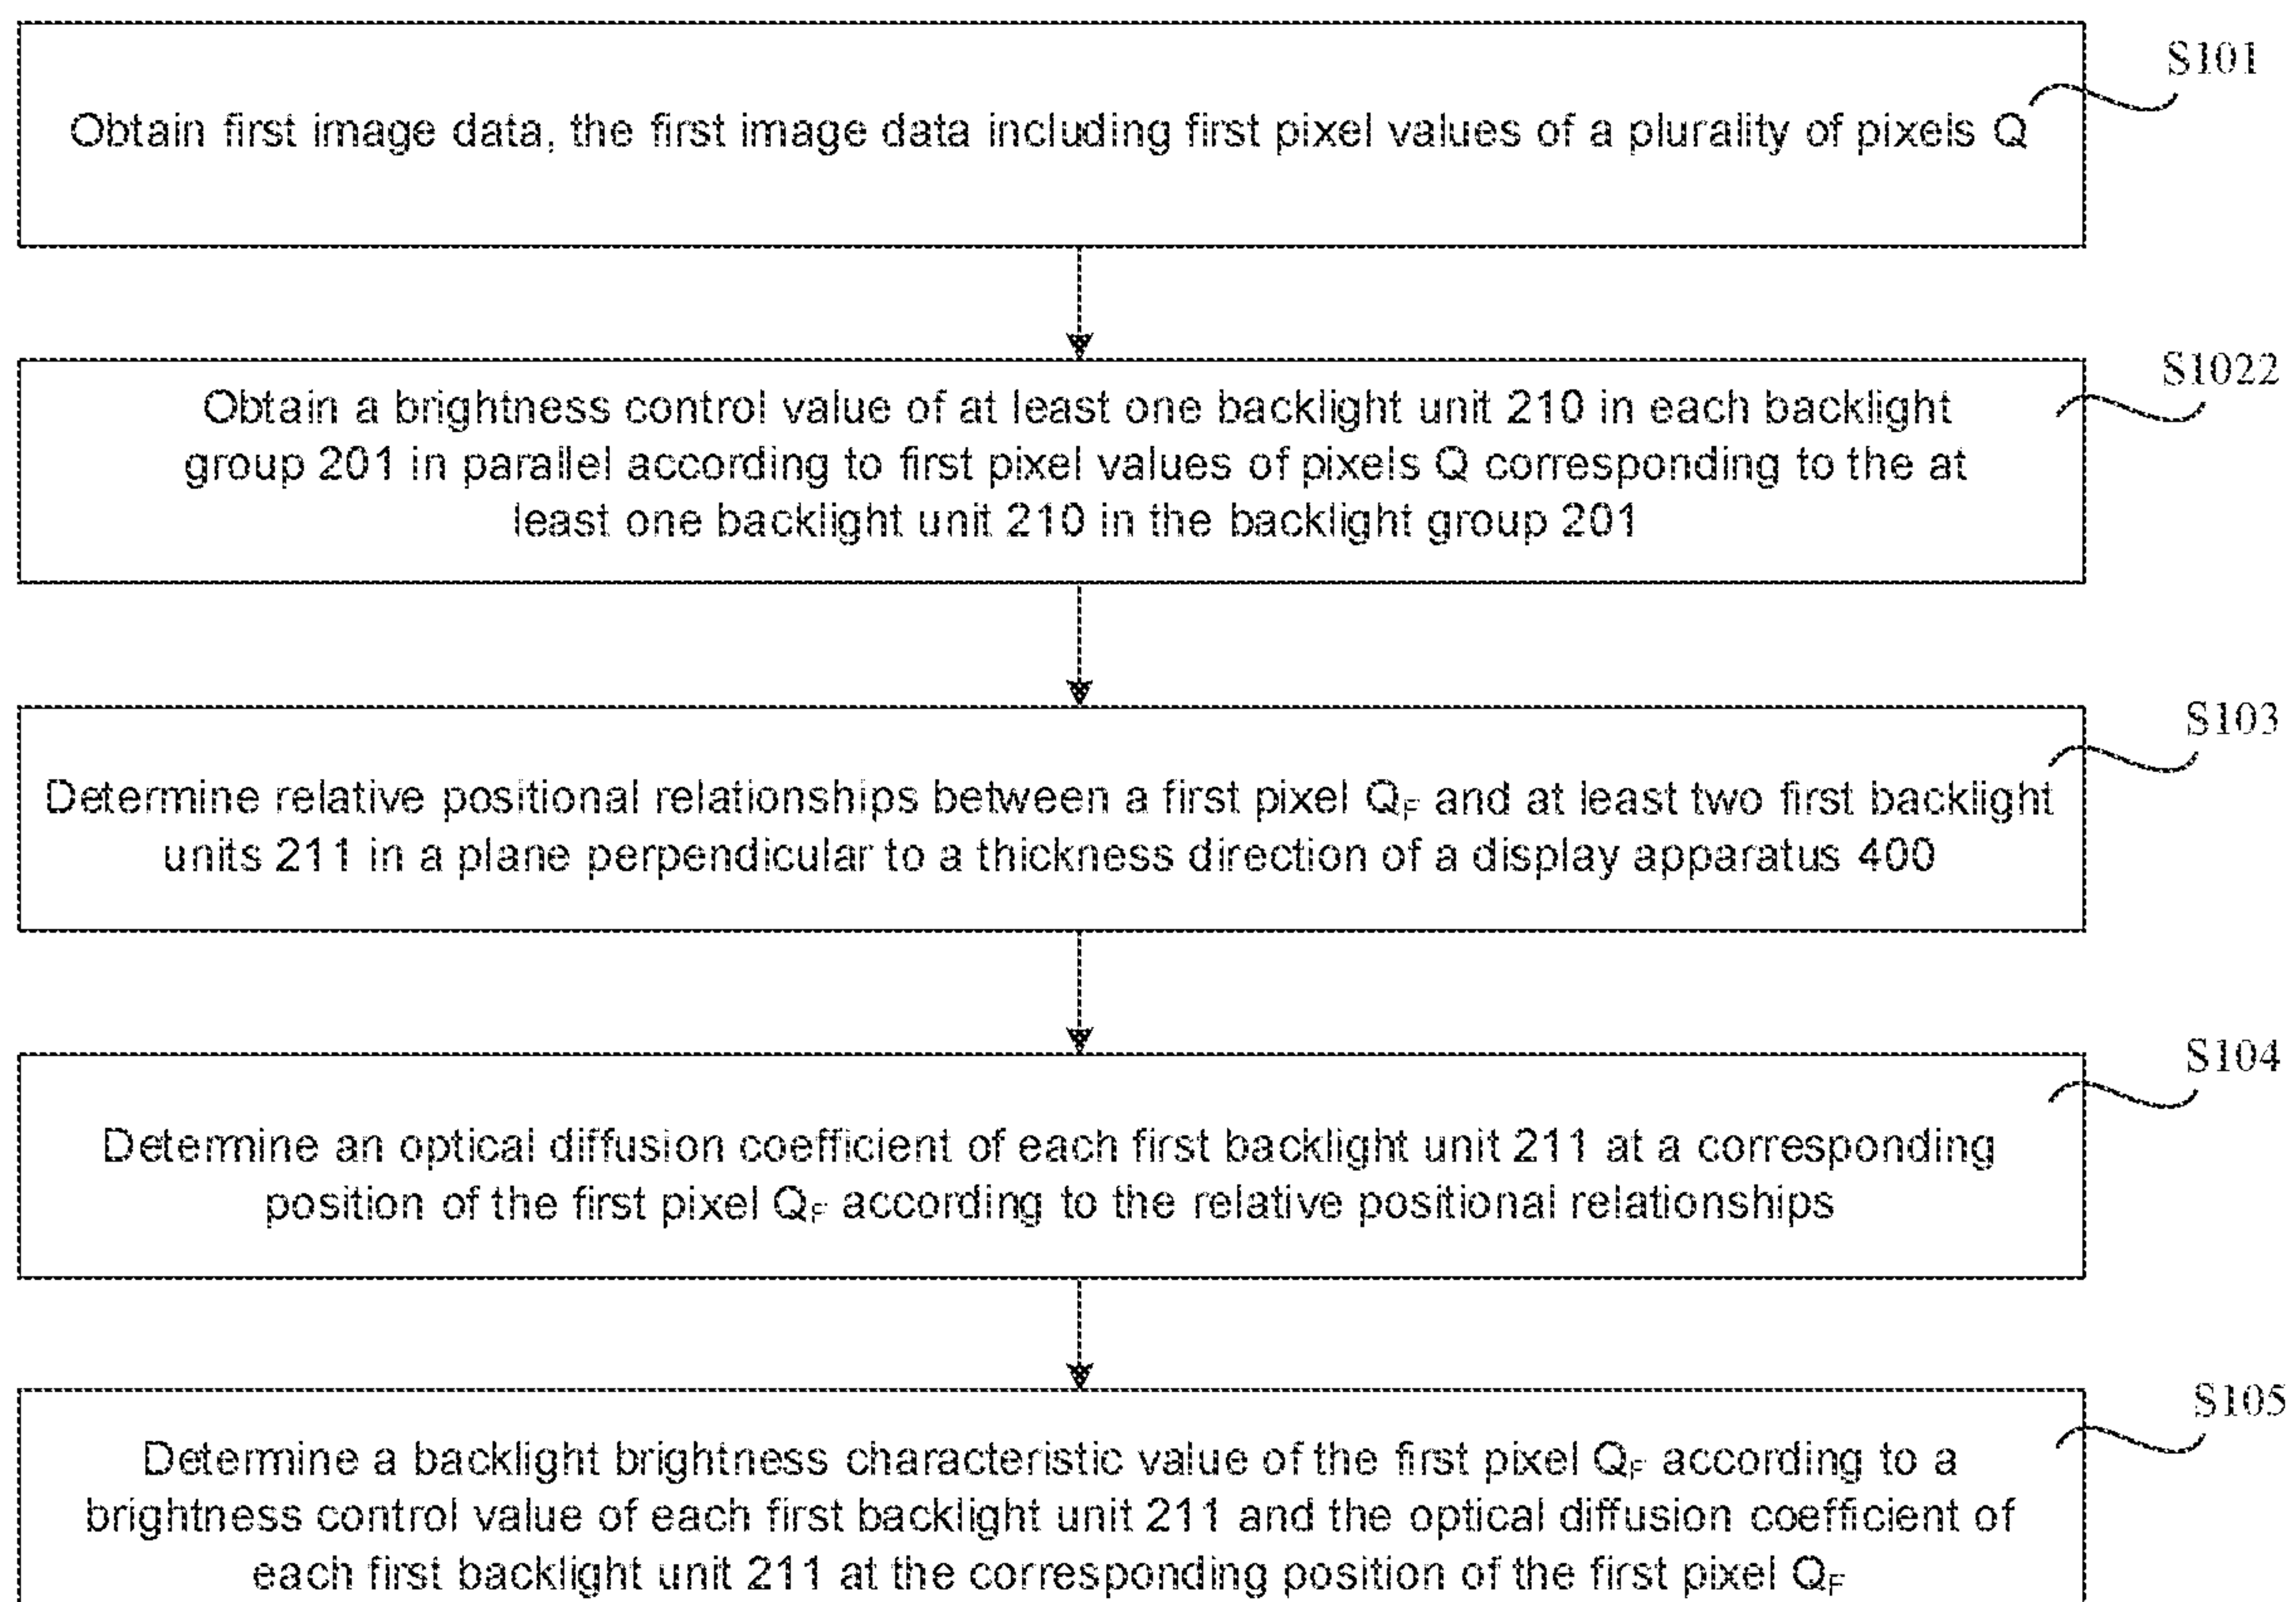 S101
Obtain first image data, the first image data including first pixel values of a plurality of pixels Q
S1022
Obtain a brightness control value of at least one backlight unit 210 in each backlight
group 201 in parallel according to first pixel values of pixels Q corresponding to the at
least one backlight unit 210 in the backlight group 201
S103
Determine relative positional relationships between a first pixel QF and at least two first backlight
units 211 in a plane perpendicular to a thickness direction of a display apparatus 400
S104
Determine an optical diffusion coefficient of each first backlight unit 211 at a corresponding
position of the first pixel QF according to the relative positional relationships
S105
Determine a backlight brightness characteristic value of the first pixel QF according to a
brightness control value of each first backlight unit 211 and the optical diffusion coefficient of
each first backlight unit 211 at the corresponding position of the first pixel QF